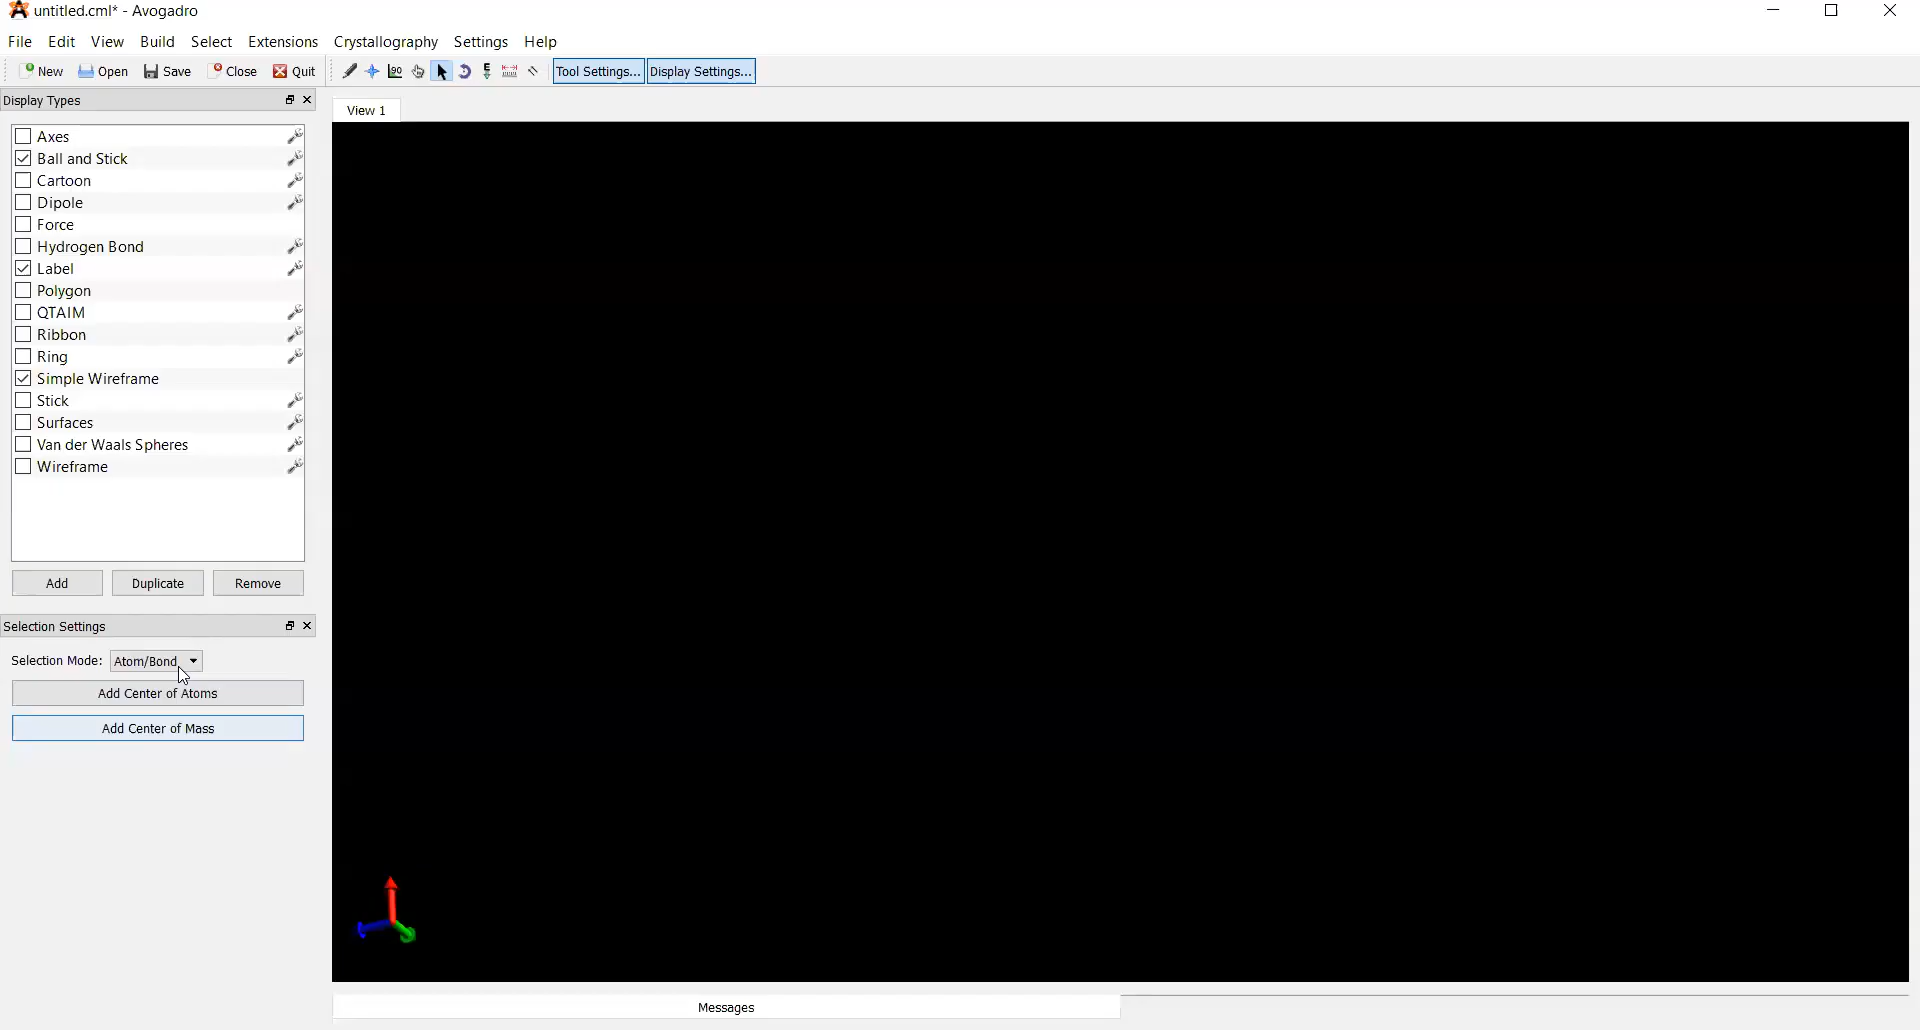 untitled.cml* - Avogadro
File Edit View Build Select Extensions Crystallography Settings Help
New Open Save Close Quit Tool Settings... Display Settings...
Display Types
View 1
Axes
Ball and Stick
Cartoon
Dipole
Force
Hydrogen Bond
Label
Polygon
QTAIM
Ribbon
Ring
Simple Wireframe
Stick
Surfaces
Van der Waals Spheres
Wireframe
Add Duplicate Remove
Selection Settings
Selection Mode: Atom/Bond
Add Center of Atoms
Add Center of Mass
Messages